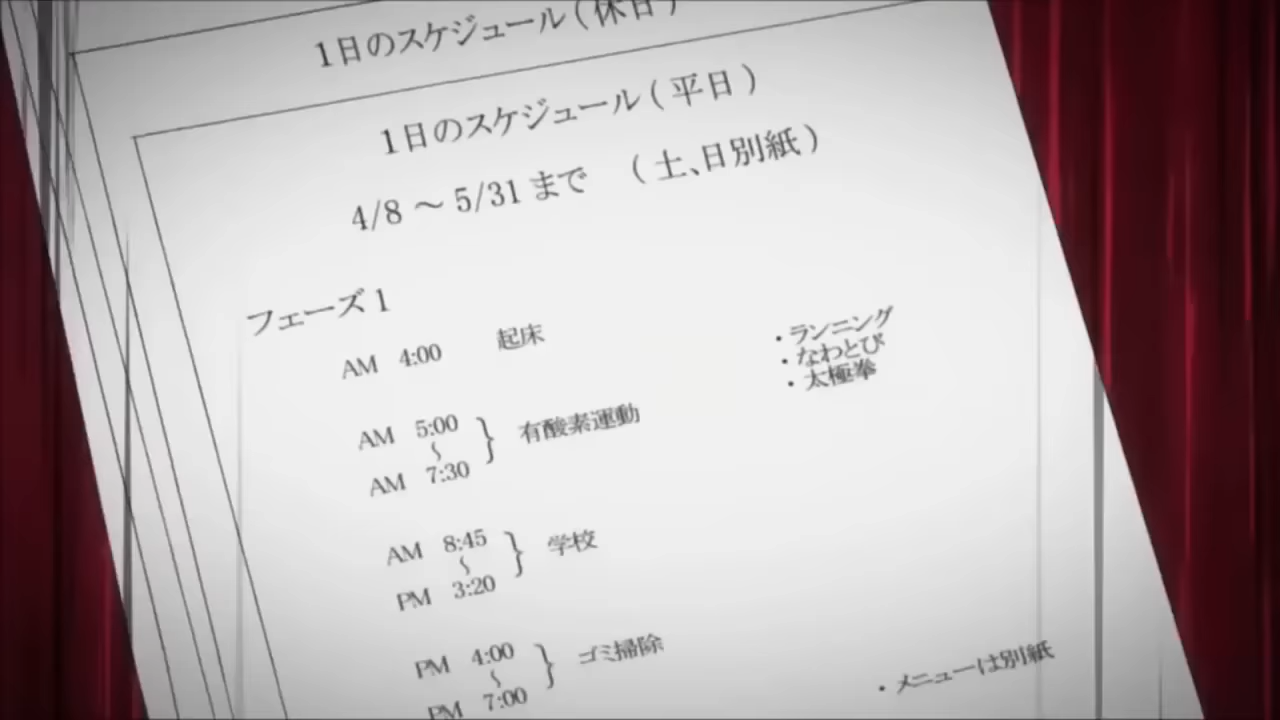 1日のスケジュール(休日)
1日のスケジュール(平日)
4/8 〜 5/31 まで (土、日別紙)
フェーズ1
AM 4:00 起床
・ランニング
・なわとび
・太極拳
AM 5:00
〜
AM 7:30
} 有酸素運動
AM 8:45
〜
PM 3:20
} 学校
PM 4:00
〜
PM 7:00
} ゴミ掃除
・メニューは別紙